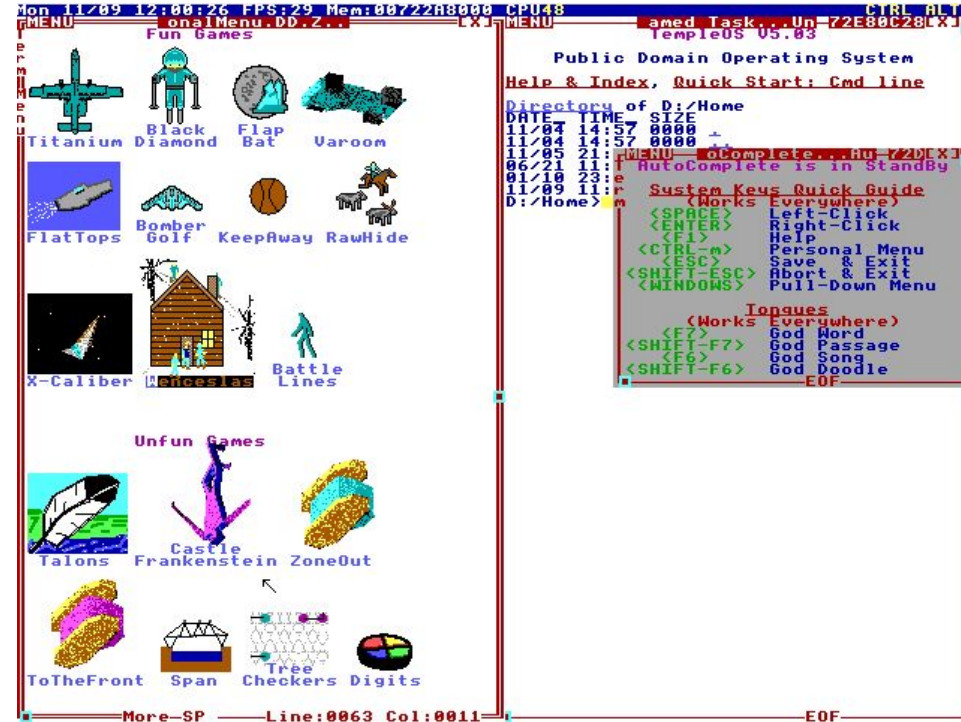 Mon 11/09 12:00:26 FPS:29 Mem:00722A8000 CPU48 CTRL ALT
MENU onalMenu.DD.Z.. [X]
TermMenu
Fun Games
Titanium
Black Diamond
Flap Bat
Varoom
FlatTops
Bomber Golf
KeepAway
RawHide
X-Caliber
Wenceslas
Battle Lines
Unfun Games
Talons
Castle Frankenstein
ZoneOut
ToTheFront
Span
Tree Checkers
Digits
More-SP Line:0063 Col:0011
MENU amed Task...Un 72E80C28[X]
TempleOS V5.03
Public Domain Operating System
Help & Index, Quick Start: Cmd line
Directory of D:/Home
DATE_ TIME_ SIZE
11/04 14:57 0000 .
11/04 14:57 0000 ..
11/05 21:
06/21 11:
01/10 23:
11/09 11:
D:/Home>
MENU oComplete...Au 72D[X]
AutoComplete is in StandBy
System Keys Quick Guide
(Works Everywhere)
<SPACE> Left-Click
<ENTER> Right-Click
<F1> Help
<CTRL-m> Personal Menu
<ESC> Save & Exit
<SHIFT-ESC> Abort & Exit
<WINDOWS> Pull-Down Menu
Tongues
(Works Everywhere)
<F7> God Word
<SHIFT-F7> God Passage
<F6> God Song
<SHIFT-F6> God Doodle
EOF
EOF